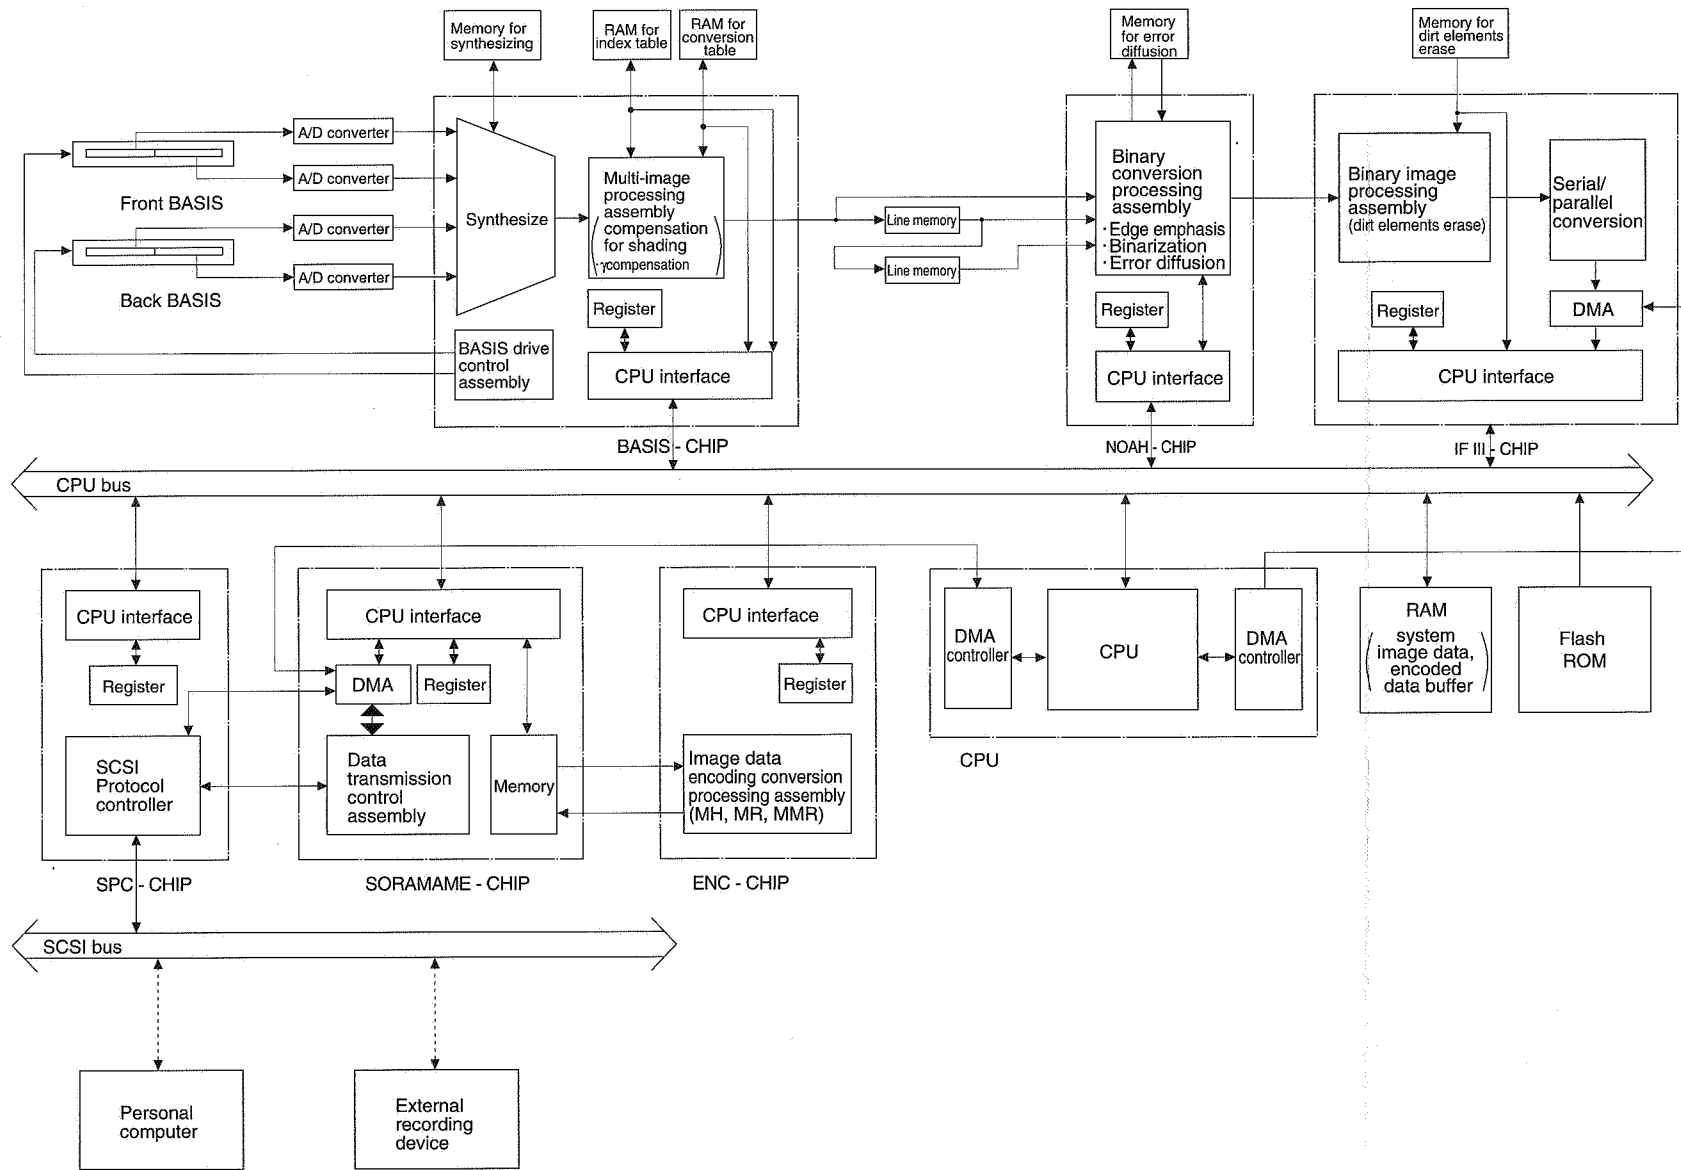 Memory for
synthesizing
RAM for
index table
RAM for
conversion
table
Memory
for error
diffusion
Memory for
dirt elements
erase
A/D converter
A/D converter
Front BASIS
A/D converter
A/D converter
Back BASIS
Synthesize
Multi-image
processing
assembly
compensation
for shading
γcompensation
Register
BASIS drive
control
assembly
CPU interface
BASIS - CHIP
Line memory
Line memory
Binary
conversion
processing
assembly
·Edge emphasis
·Binarization
·Error diffusion
Register
CPU interface
NOAH - CHIP
Binary image
processing
assembly
(dirt elements erase)
Serial/
parallel
conversion
Register
DMA
CPU interface
IF III - CHIP
CPU bus
CPU interface
Register
SCSI
Protocol
controller
SPC - CHIP
CPU interface
DMA
Register
Data
transmission
control
assembly
Memory
SORAMAME - CHIP
CPU interface
Register
Image data
encoding conversion
processing assembly
(MH, MR, MMR)
ENC - CHIP
DMA
controller
CPU
DMA
controller
CPU
RAM
system
image data,
encoded
data buffer
Flash
ROM
SCSI bus
Personal
computer
External
recording
device